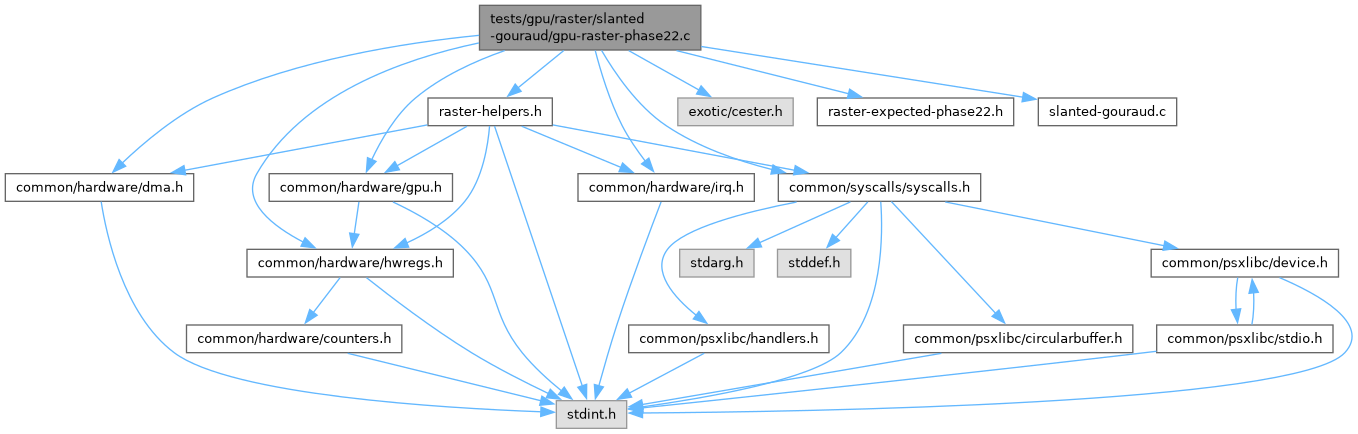 tests/gpu/raster/slanted
-gouraud/gpu-raster-phase22.c
raster-helpers.h
exotic/cester.h
raster-expected-phase22.h
slanted-gouraud.c
common/hardware/dma.h
common/hardware/gpu.h
common/hardware/irq.h
common/syscalls/syscalls.h
common/hardware/hwregs.h
stdarg.h
stddef.h
common/psxlibc/device.h
common/hardware/counters.h
common/psxlibc/handlers.h
common/psxlibc/circularbuffer.h
common/psxlibc/stdio.h
stdint.h